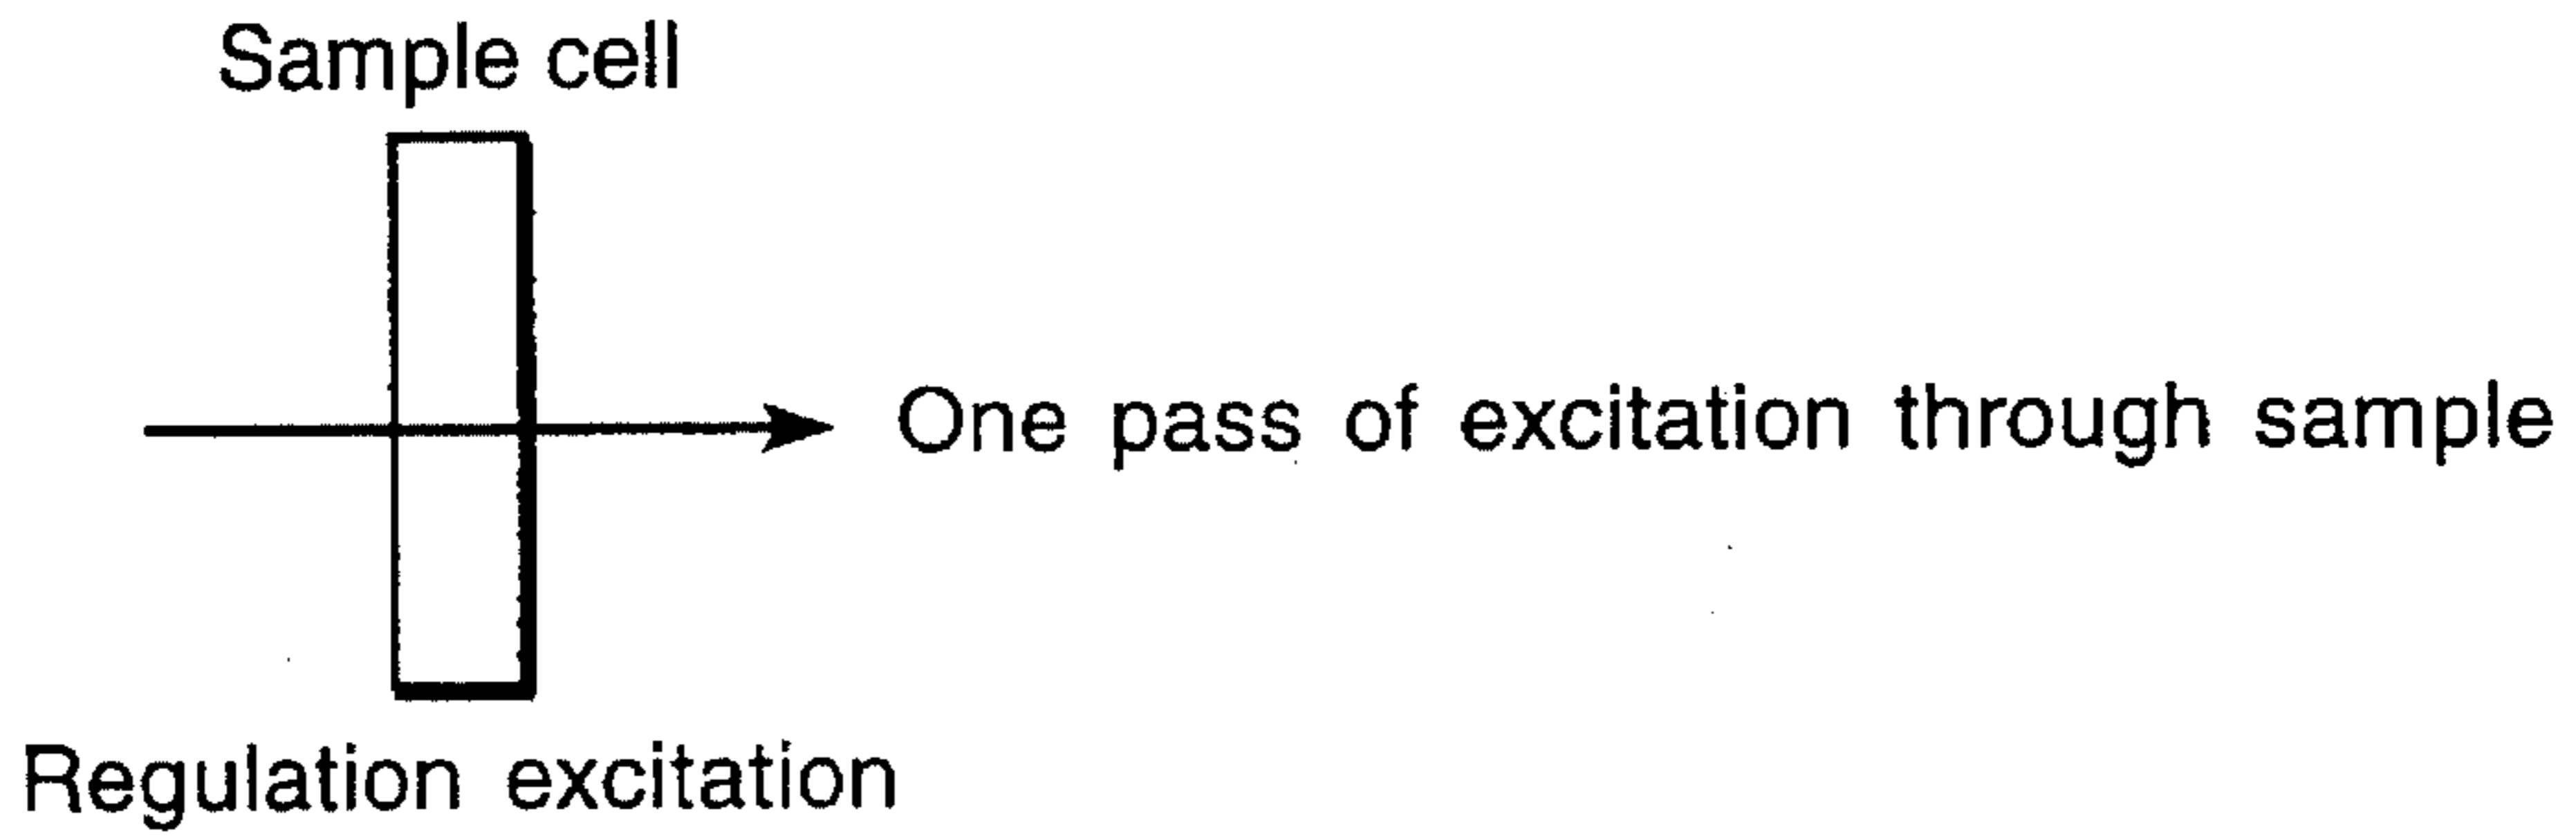 Sample cell
One pass of excitation through sample
Regulation excitation